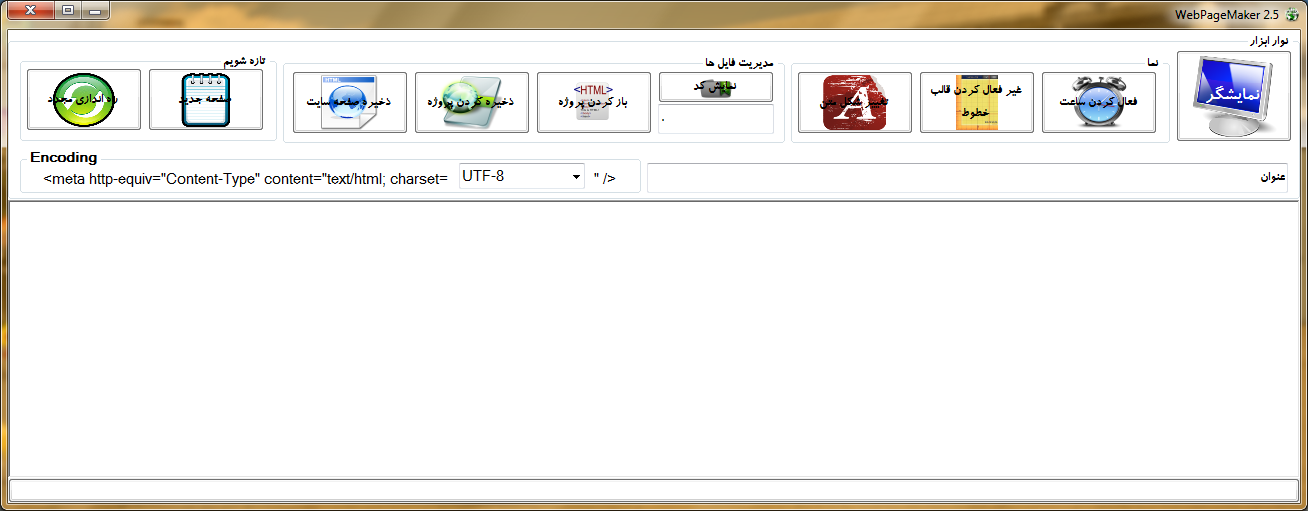 WebPageMaker 2.5
نوار ابزار
نمایشگر
نما
فعال کردن ساعت
غیر فعال کردن قالب
خطوط
تغییر شکل متن
مدیریت فایل ها
نمایش کد
.
<HTML>
باز کردن پروژه
ذخیره کردن پروژه
HTML
ذخیره صفحه سایت
تازه شویم
صفحه جدید
راه اندازی مجدد
عنوان
Encoding
<meta http-equiv="Content-Type" content="text/html; charset= UTF-8 " />